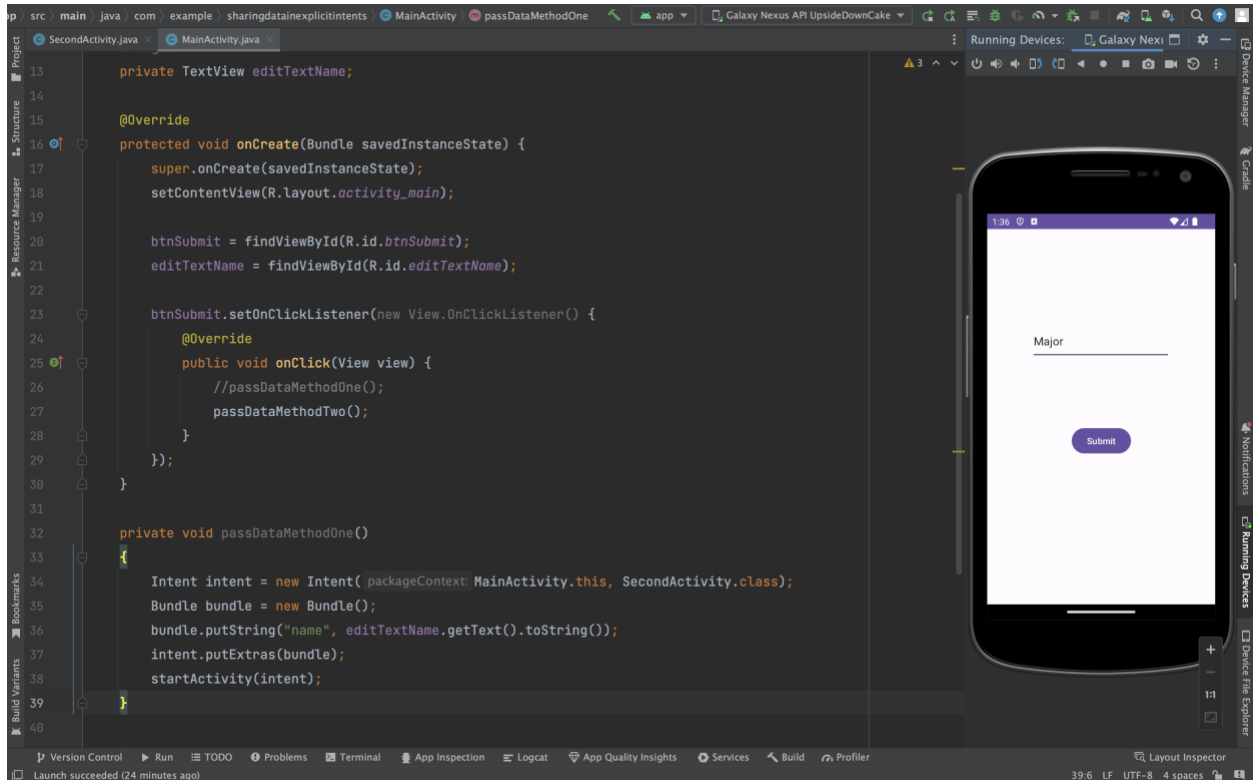 op
src
main
java
com
example
sharingdatainexplicitintents
MainActivity
passDataMethodOne
app
Galaxy Nexus API UpsideDownCake
SecondActivity.java
MainActivity.java
Running Devices:
Galaxy Nexu
Project
Structure
Resource Manager
Bookmarks
Build Variants
3
13 private TextView editTextName;
14
15 @Override
16 protected void onCreate(Bundle savedInstanceState) {
17 super.onCreate(savedInstanceState);
18 setContentView(R.layout.activity_main);
19
20 btnSubmit = findViewById(R.id.btnSubmit);
21 editTextName = findViewById(R.id.editTextName);
22
23 btnSubmit.setOnClickListener(new View.OnClickListener() {
24 @Override
25 public void onClick(View view) {
26 //passDataMethodOne();
27 passDataMethodTwo();
28 }
29 });
30 }
31
32 private void passDataMethodOne()
33 {
34 Intent intent = new Intent( packageContext: MainActivity.this, SecondActivity.class);
35 Bundle bundle = new Bundle();
36 bundle.putString("name", editTextName.getText().toString());
37 intent.putExtras(bundle);
38 startActivity(intent);
39 }
40
1:36
Major
Submit
+
1:1
Device Manager
Gradle
Notifications
Running Devices
Device File Explorer
Version Control
Run
TODO
Problems
Terminal
App Inspection
Logcat
App Quality Insights
Services
Build
Profiler
Layout Inspector
Launch succeeded (24 minutes ago)
39:6 LF UTF-8 4 spaces